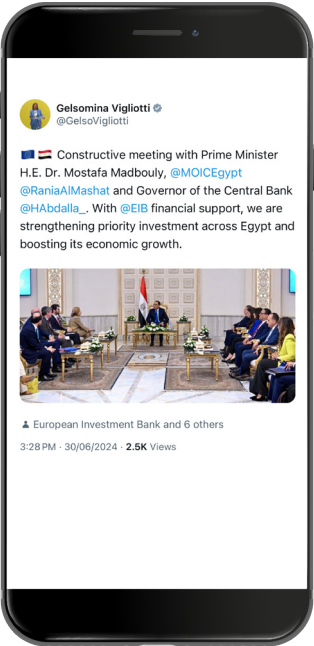 Gelsomina Vigliotti
@GelsoVigliotti
🇪🇺 🇪🇬 Constructive meeting with Prime Minister
H.E. Dr. Mostafa Madbouly, @MOICEgypt
@RaniaAlMashat and Governor of the Central Bank
@HAbdalla_. With @EIB financial support, we are
strengthening priority investment across Egypt and
boosting its economic growth.
European Investment Bank and 6 others
3:28 PM · 30/06/2024 · 2.5K Views